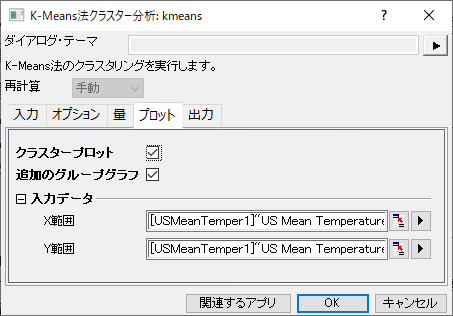 K-Means法クラスター分析: kmeans
ダイアログ・テーマ
K-Means法のクラスタリングを実行します。
再計算 手動
入力 オプション 量 プロット 出力
クラスタープロット
追加のグループグラフ
入力データ
X範囲 [USMeanTemper1]"US Mean Temperature
Y範囲 [USMeanTemper1]"US Mean Temperature
関連するアプリ OK キャンセル